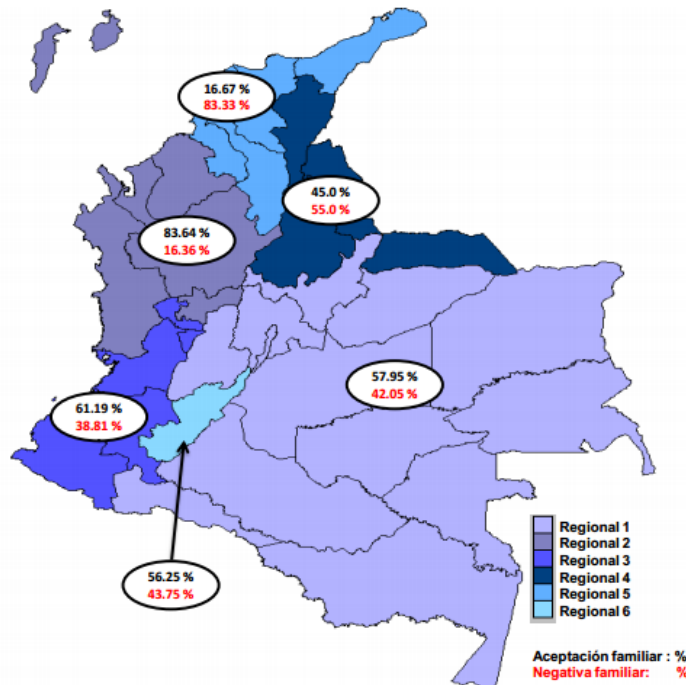 16.67 %
83.33 %
45.0 %
55.0 %
83.64 %
16.36 %
57.95 %
42.05 %
61.19 %
38.81 %
56.25 %
43.75 %
Regional 1
Regional 2
Regional 3
Regional 4
Regional 5
Regional 6
Aceptación familiar : %
Negativa familiar: %